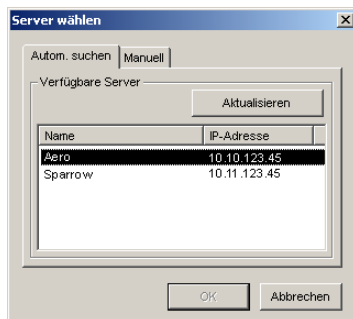 Server wählen
Autom. suchen Manuell
Verfügbare Server
Aktualisieren
Name IP-Adresse
Aero 10.10.123.45
Sparrow 10.11.123.45
OK Abbrechen